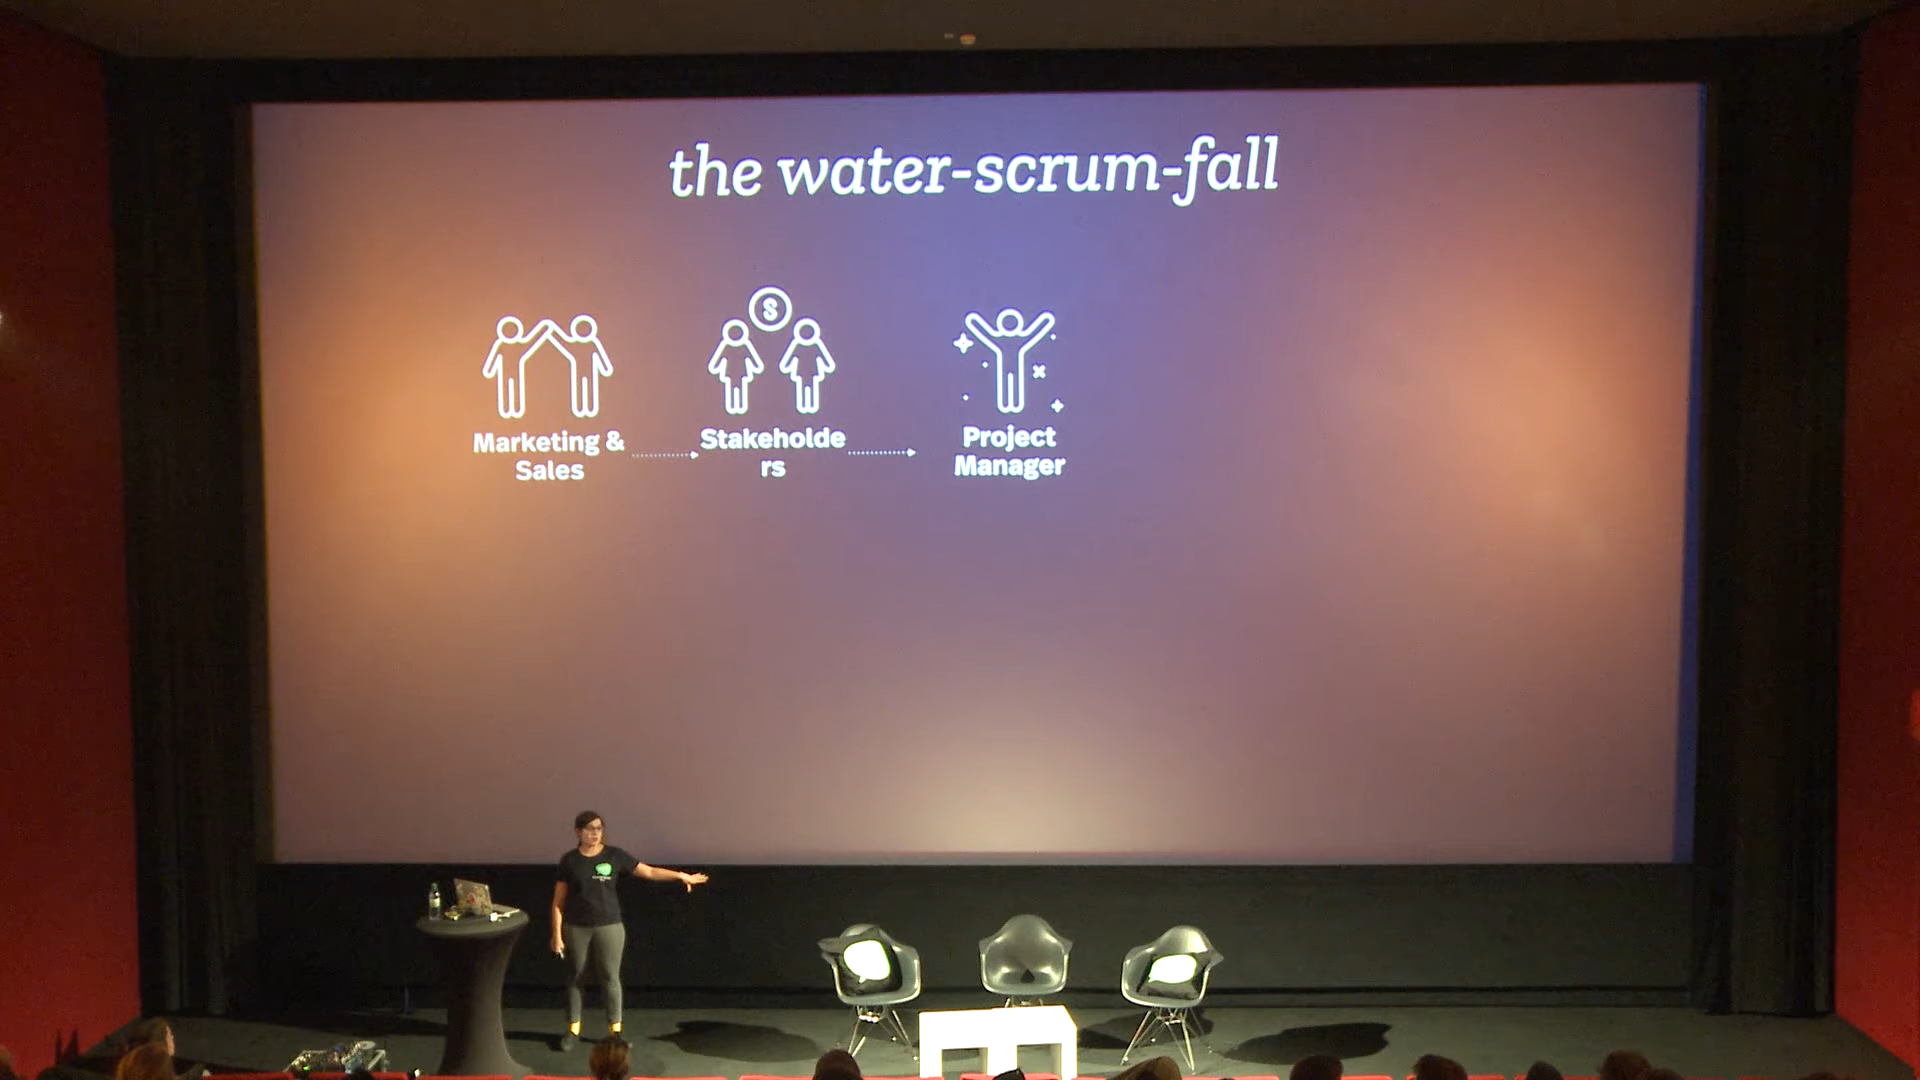 the water-scrum-fall
$
Marketing &
Sales
Stakeholde
rs
Project
Manager